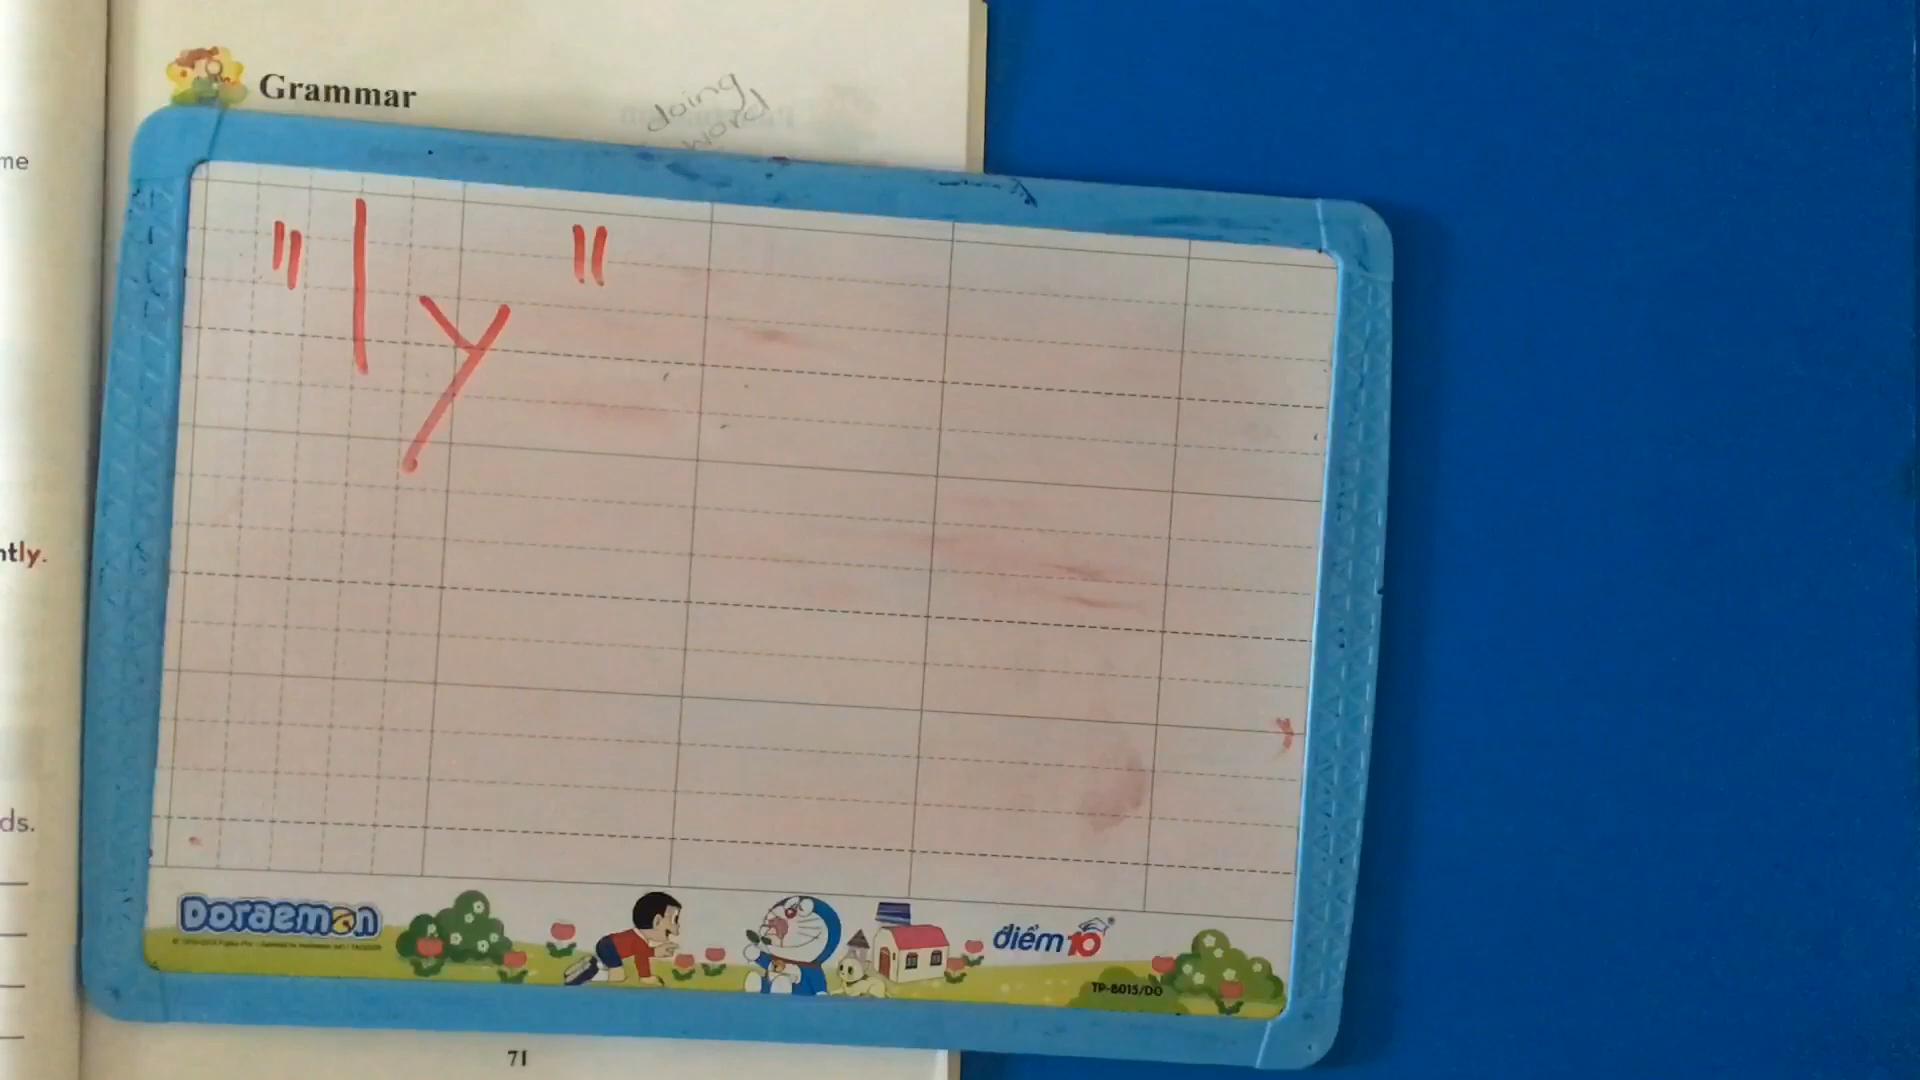 Grammar
doing
word
me
"ly"
ntly.
ds.
Doraemon
điểm 10
TP-8015/DO
71